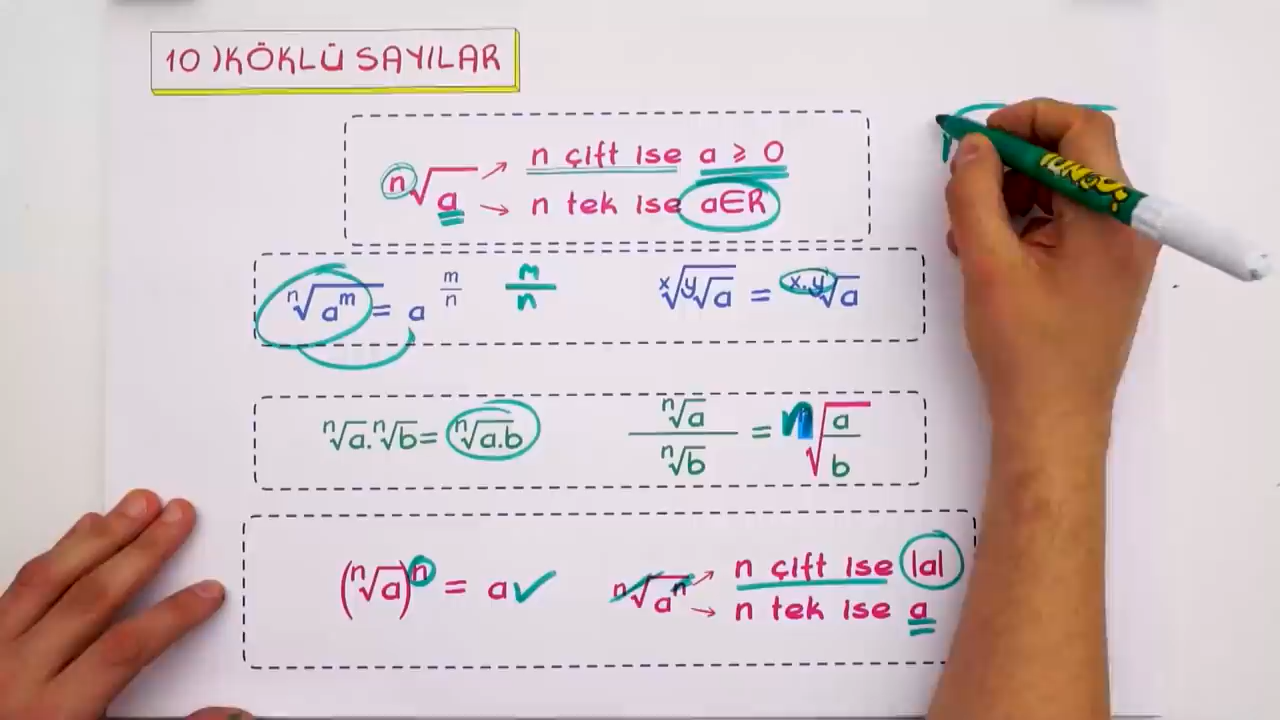 10 )KÖKLÜ SAYILAR
ⁿ√a → n çift ise a ≥ 0
→ n tek ise a∈R
ⁿ√aᵐ = a^(m/n) m/n ˣ√ʸ√a = ˣ·ʸ√a
ⁿ√a.ⁿ√b= ⁿ√a.b ⁿ√a / ⁿ√b = ⁿ√(a/b)
(ⁿ√a)ⁿ = a ✓ ⁿ√aⁿ → n çift ise |a|
→ n tek ise a